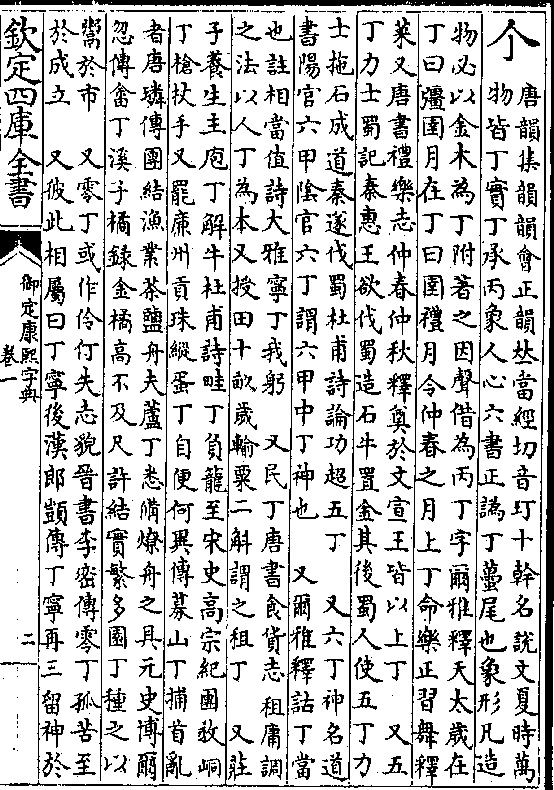 个
唐韻集韻韻會正韻𠀤當經切音玎十幹名說文夏時萬
物皆丁實丁承丙象人心六書正譌丁蠆尾也象形凡造
物必以金木為丁附著之因聲借為丙丁字爾雅釋天太歲在
丁曰彊圉月在丁曰圉禮月令仲春之月上丁命樂正習舞釋
菜又唐書禮樂志仲春仲秋釋奠於文宣王皆以上丁　又五
丁力士蜀記秦惠王欲伐蜀造石牛置金其後蜀人使五丁力
士拖石成道秦遂伐蜀杜甫詩論功超五丁　又六丁神名道
書陽官六甲陰官六丁謂六甲中丁神也　又爾雅釋詁丁當
也註相當值詩大雅寧丁我躬　又民丁唐書食貨志租庸調
之法以人丁為本又授田十畝歲輸粟二斛謂之租丁　又莊
子養生主庖丁解牛杜甫詩畦丁負籠至宋史高宗紀團敎峒
丁槍杖手又罷廉州貢珠縱蛋丁自便何異傳募山丁捕首亂
者唐璘傳團結漁業茶鹽舟夫蘆丁悉備燎舟之具元史博爾
忽傳畬丁溪子橘錄金橘高不及尺許結實繁多園丁種之以
鬻於市　又零丁或作伶仃失志貌晉書李密傳零丁孤苦至
於成立　又彼此相屬曰丁寧後漢郎顗傳丁寧再三留神於
欽定四庫全書
御定康熙字典
卷一
二